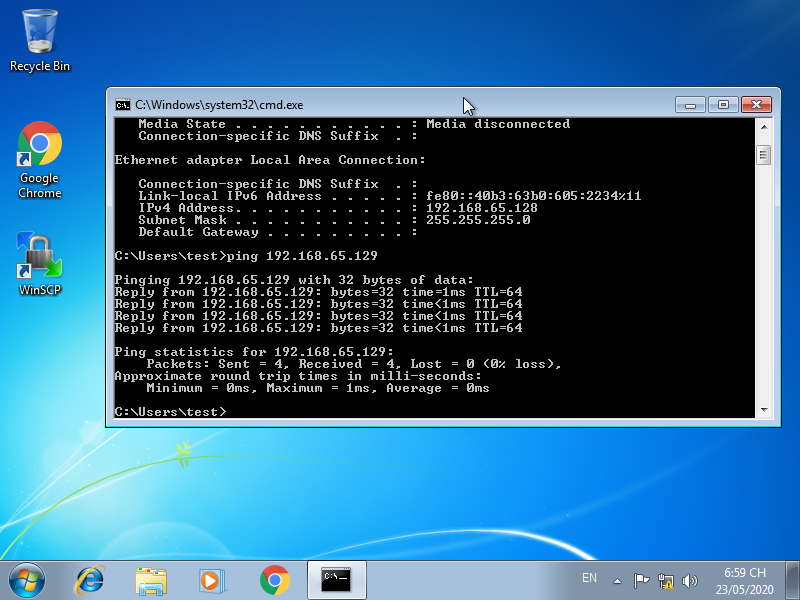 Recycle Bin
Google
Chrome
WinSCP
C:\Windows\system32\cmd.exe
Media State . . . . . . . . . . . : Media disconnected
Connection-specific DNS Suffix  . :
Ethernet adapter Local Area Connection:
Connection-specific DNS Suffix  . :
Link-local IPv6 Address . . . . . : fe80::40b3:63b0:605:2234%11
IPv4 Address. . . . . . . . . . . : 192.168.65.128
Subnet Mask . . . . . . . . . . . : 255.255.255.0
Default Gateway . . . . . . . . . :
C:\Users\test>ping 192.168.65.129
Pinging 192.168.65.129 with 32 bytes of data:
Reply from 192.168.65.129: bytes=32 time=1ms TTL=64
Reply from 192.168.65.129: bytes=32 time<1ms TTL=64
Reply from 192.168.65.129: bytes=32 time<1ms TTL=64
Reply from 192.168.65.129: bytes=32 time<1ms TTL=64
Ping statistics for 192.168.65.129:
Packets: Sent = 4, Received = 4, Lost = 0 (0% loss),
Approximate round trip times in milli-seconds:
Minimum = 0ms, Maximum = 1ms, Average = 0ms
C:\Users\test>
EN
6:59 CH
23/05/2020